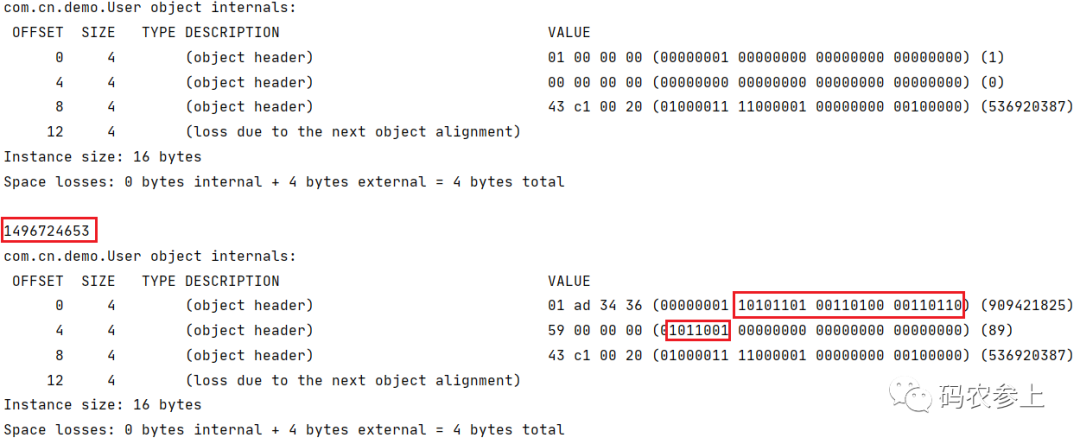 com.cn.demo.User object internals:
OFFSET  SIZE   TYPE DESCRIPTION                               VALUE
0     4        (object header)                           01 00 00 00 (00000001 00000000 00000000 00000000) (1)
4     4        (object header)                           00 00 00 00 (00000000 00000000 00000000 00000000) (0)
8     4        (object header)                           43 c1 00 20 (01000011 11000001 00000000 00100000) (536920387)
12     4        (loss due to the next object alignment)
Instance size: 16 bytes
Space losses: 0 bytes internal + 4 bytes external = 4 bytes total
1496724653
com.cn.demo.User object internals:
OFFSET  SIZE   TYPE DESCRIPTION                               VALUE
0     4        (object header)                           01 ad 34 36 (00000001 10101101 00110100 00110110) (909421825)
4     4        (object header)                           59 00 00 00 (01011001 00000000 00000000 00000000) (89)
8     4        (object header)                           43 c1 00 20 (01000011 11000001 00000000 00100000) (536920387)
12     4        (loss due to the next object alignment)
Instance size: 16 bytes
Space losses: 0 bytes internal + 4 bytes external = 4 bytes total
码农参上